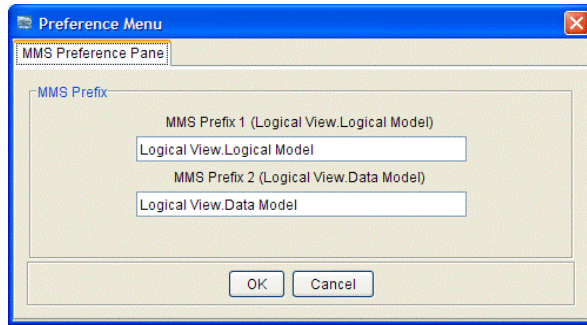 Preference Menu
MMS Preference Pane
MMS Prefix
MMS Prefix 1 (Logical View.Logical Model)
Logical View.Logical Model
MMS Prefix 2 (Logical View.Data Model)
Logical View.Data Model
OK Cancel